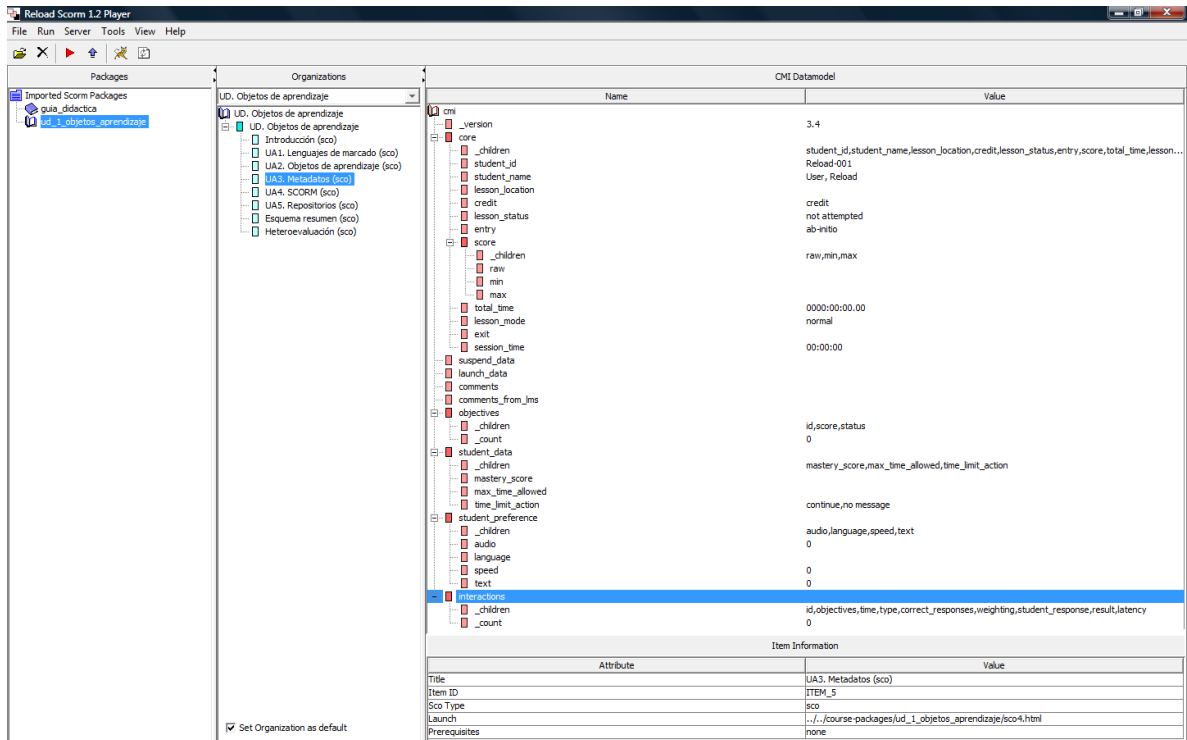 Reload Scorm 1.2 Player
File Run Server Tools View Help
Packages
Imported Scorm Packages
guia_didactica
ud_1_objetos_aprendizaje
Organizations
UD. Objetos de aprendizaje
UD. Objetos de aprendizaje
UD. Objetos de aprendizaje
Introducción (sco)
UA1. Lenguajes de marcado (sco)
UA2. Objetos de aprendizaje (sco)
UA3. Metadatos (sco)
UA4. SCORM (sco)
UA5. Repositorios (sco)
Esquema resumen (sco)
Heteroevaluación (sco)
Set Organization as default
CMI Datamodel
Name Value
cmi
_version 3.4
core
_children student_id,student_name,lesson_location,credit,lesson_status,entry,score,total_time,lesson...
student_id Reload-001
student_name User, Reload
lesson_location
credit credit
lesson_status not attempted
entry ab-initio
score
_children raw,min,max
raw
min
max
total_time 0000:00:00.00
lesson_mode normal
exit
session_time 00:00:00
suspend_data
launch_data
comments
comments_from_lms
objectives
_children id,score,status
_count 0
student_data
_children mastery_score,max_time_allowed,time_limit_action
mastery_score
max_time_allowed
time_limit_action continue,no message
student_preference
_children audio,language,speed,text
audio 0
language
speed 0
text 0
interactions
_children id,objectives,time,type,correct_responses,weighting,student_response,result,latency
_count 0
Item Information
Attribute Value
Title UA3. Metadatos (sco)
Item ID ITEM_5
Sco Type sco
Launch ../../course-packages/ud_1_objetos_aprendizaje/sco4.html
Prerequisites none